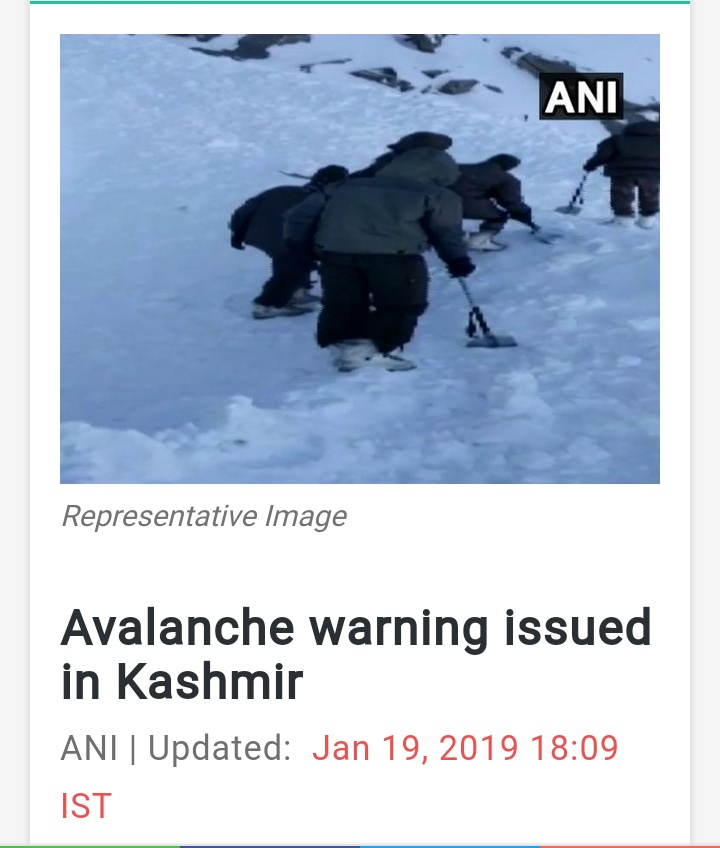 ANI
Representative Image
Avalanche warning issued
in Kashmir
ANI | Updated: Jan 19, 2019 18:09
IST